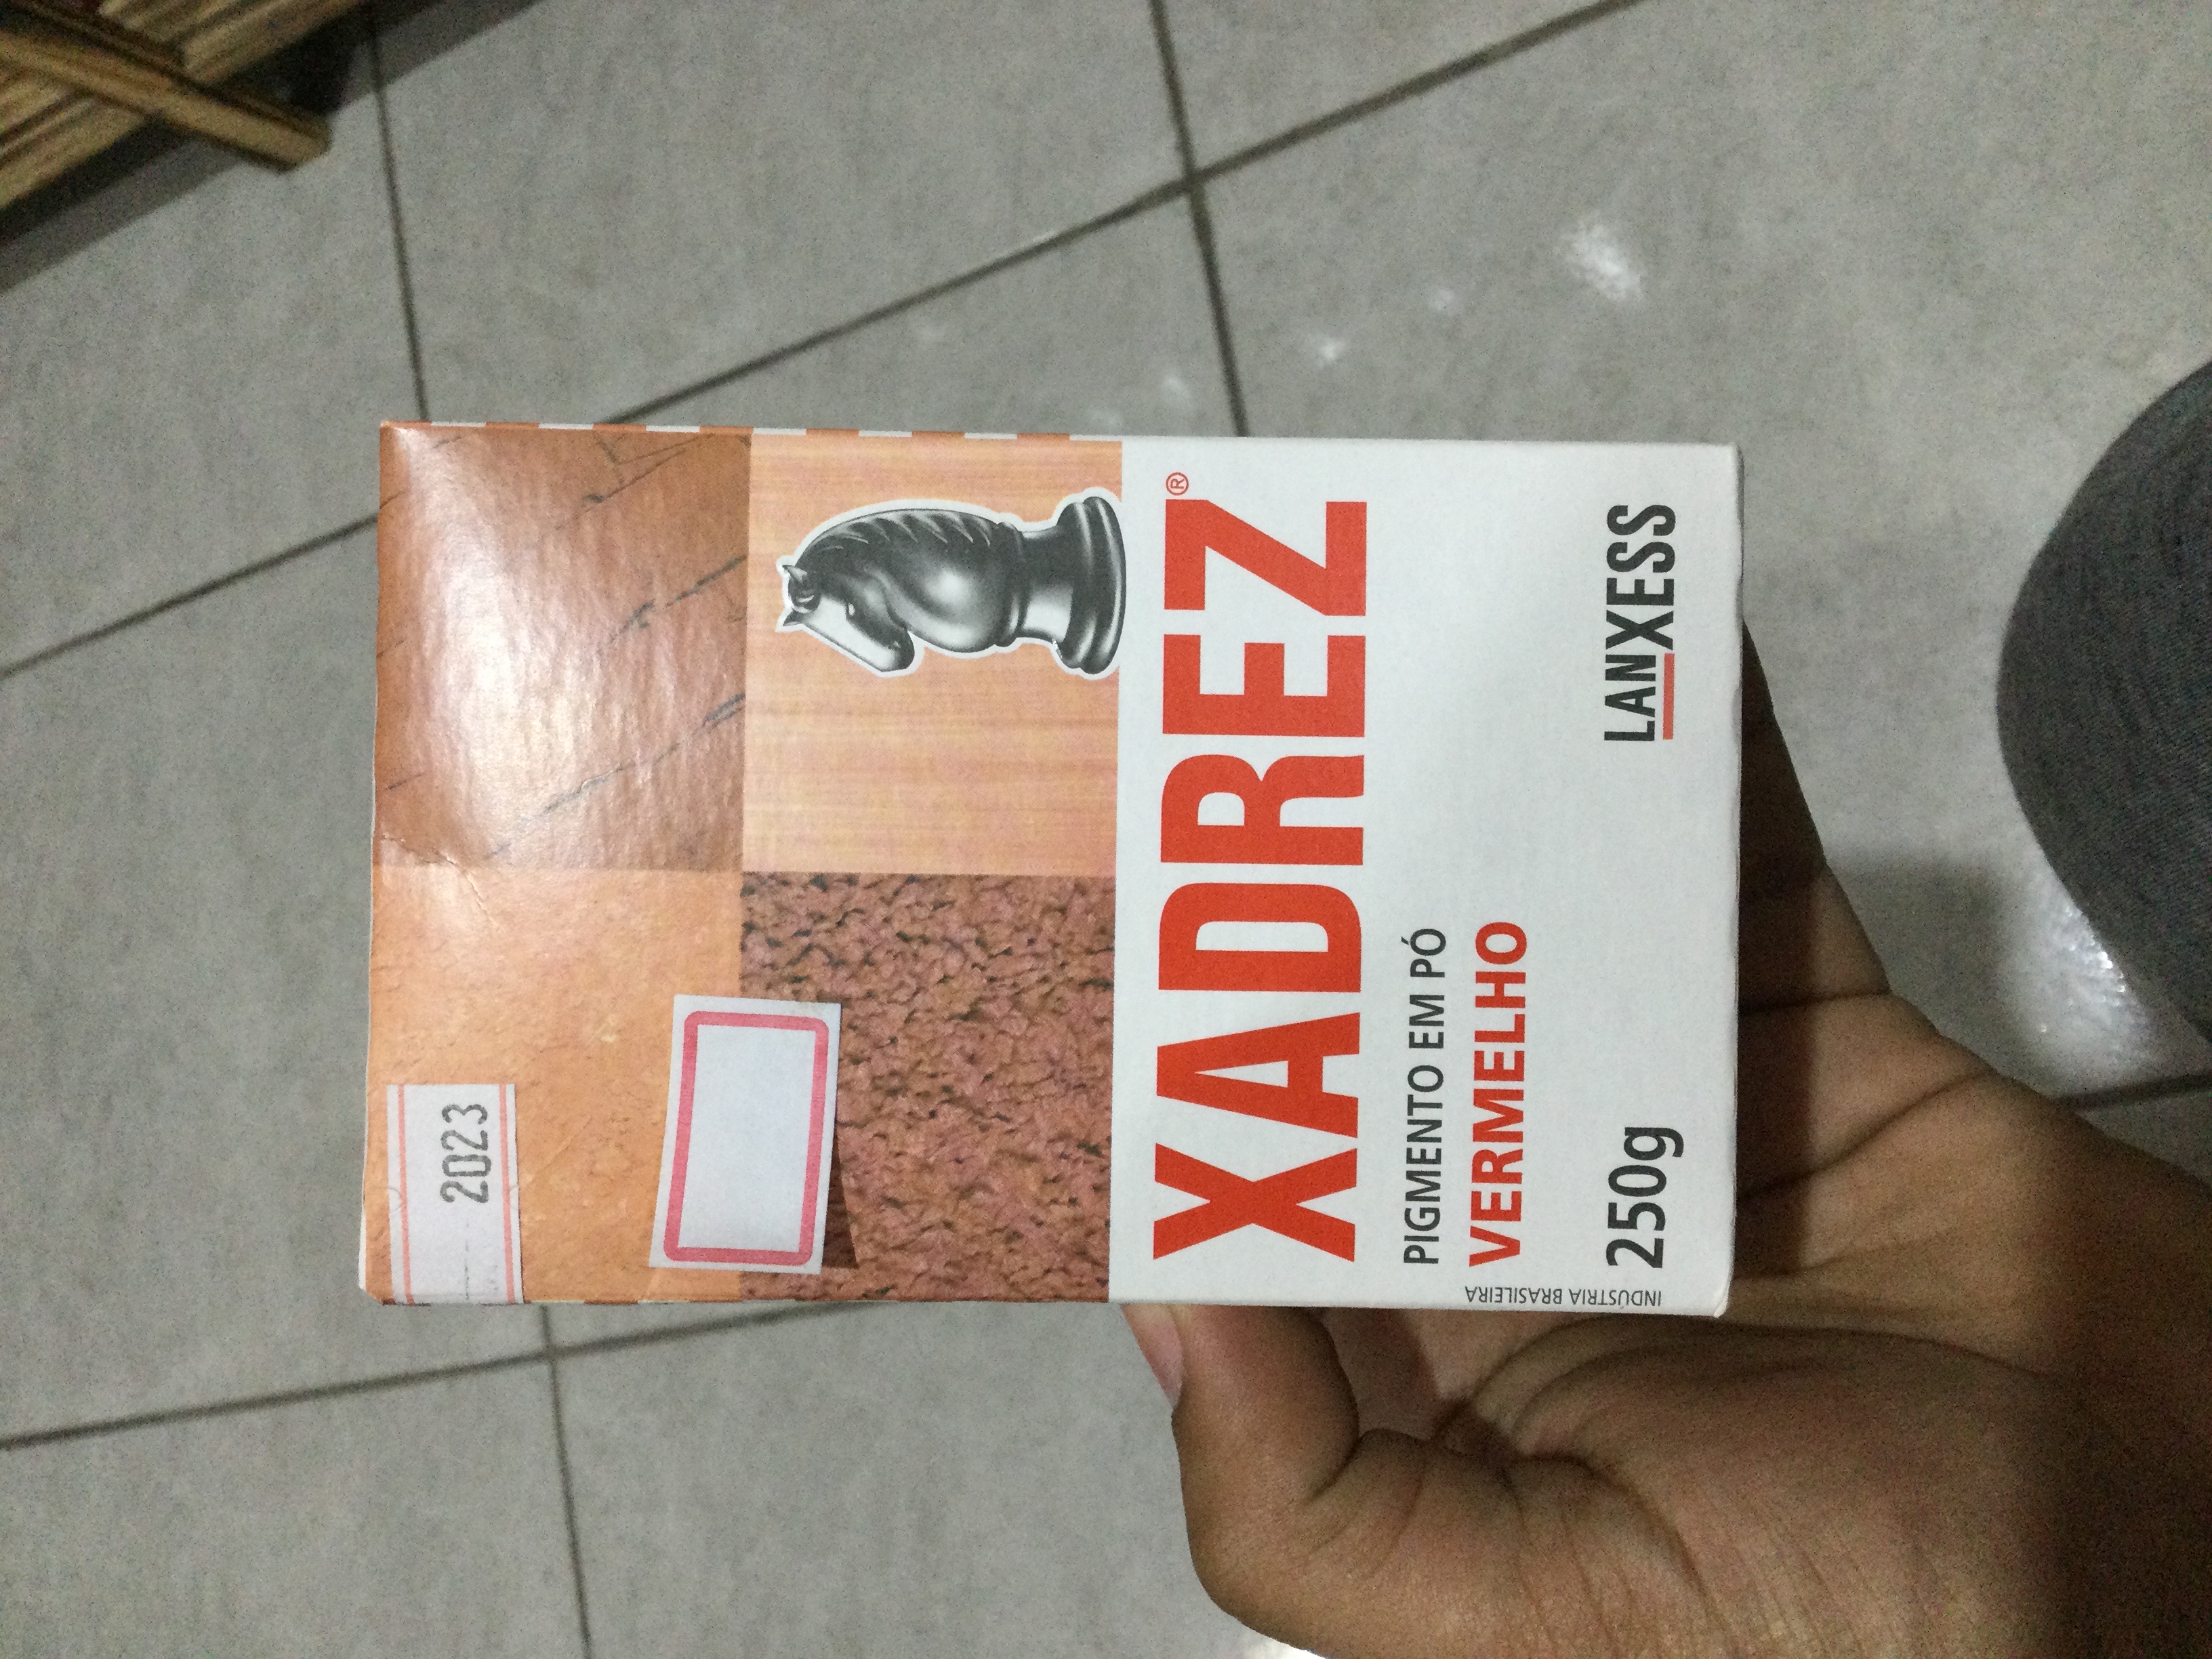 2023
XADREZ®
PIGMENTO EM PÓ
VERMELHO
250g
LANXESS
INDÚSTRIA BRASILEIRA